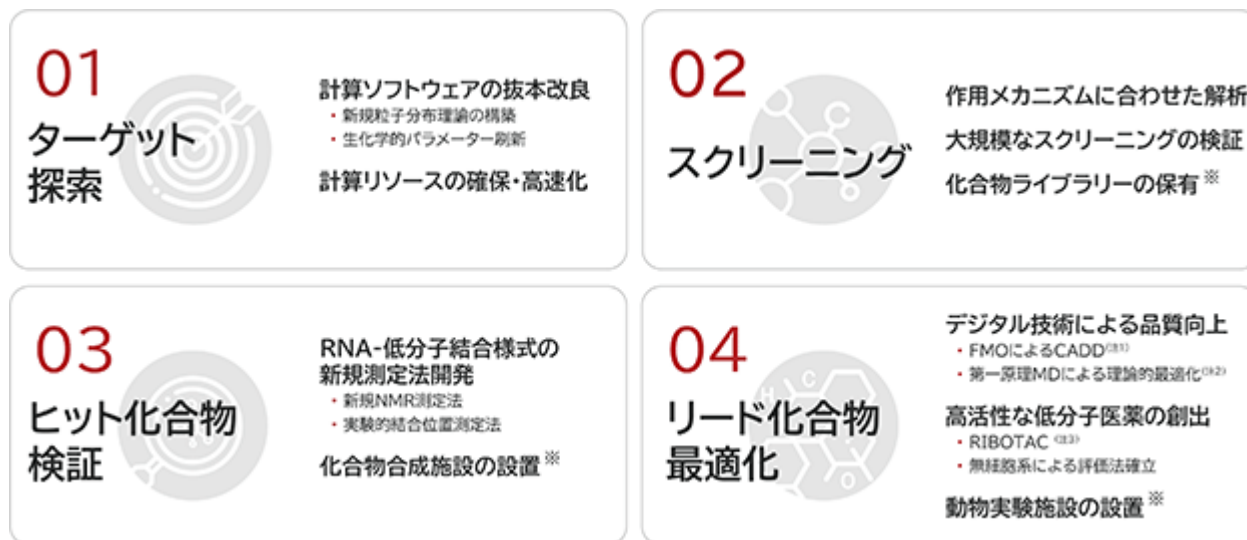 01
ターゲット
探索
計算ソフトウェアの抜本改良
・新規粒子分布理論の構築
・生化学的パラメーター刷新
計算リソースの確保・高速化
02
スクリーニング
作用メカニズムに合わせた解析
大規模なスクリーニングの検証
化合物ライブラリーの保有※
03
ヒット化合物
検証
RNA-低分子結合様式の
新規測定法開発
・新規NMR測定法
・実験的結合位置測定法
化合物合成施設の設置※
04
リード化合物
最適化
デジタル技術による品質向上
・FMOによるCADD(注1)
・第一原理MDによる理論的最適化(注2)
高活性な低分子医薬の創出
・RIBOTAC (注3)
・無細胞系による評価法確立
動物実験施設の設置※